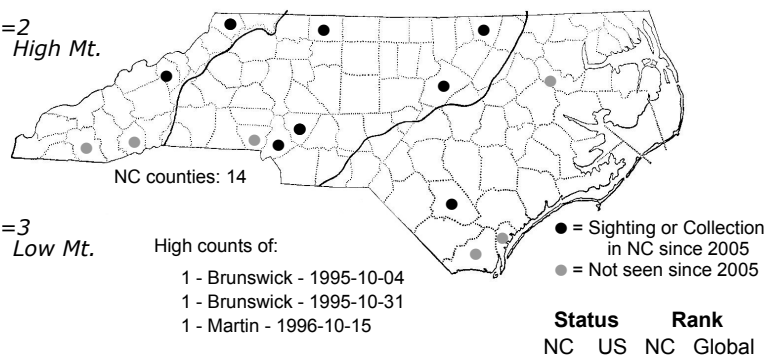 =2
High Mt.
NC counties: 14
=3
Low Mt.
High counts of:
1 - Brunswick - 1995-10-04
1 - Brunswick - 1995-10-31
1 - Martin - 1996-10-15
= Sighting or Collection
in NC since 2005
= Not seen since 2005
Status Rank
NC US NC Global